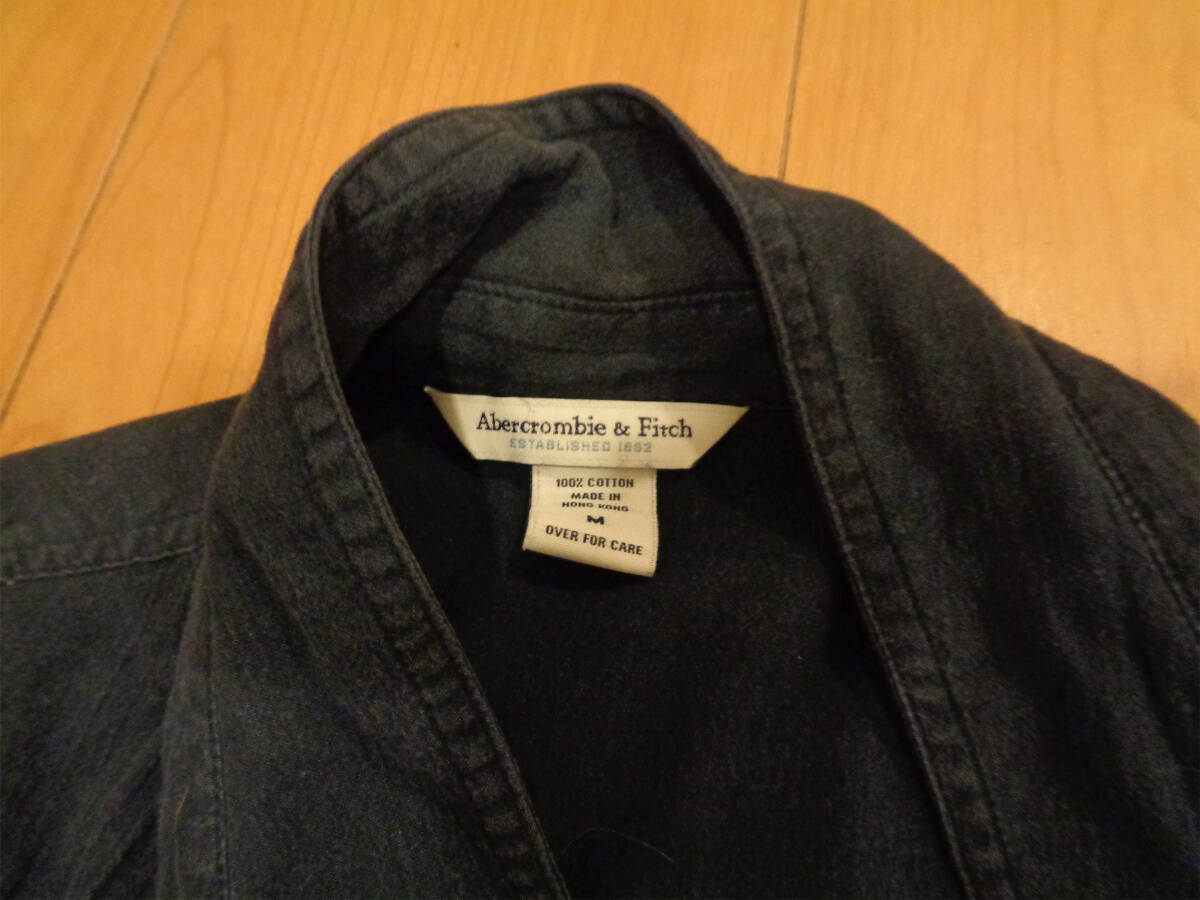 Abercrombie & Fitch
ESTABLISHED 1892
100% COTTON
MADE IN
HONG KONG
M
OVER FOR CARE